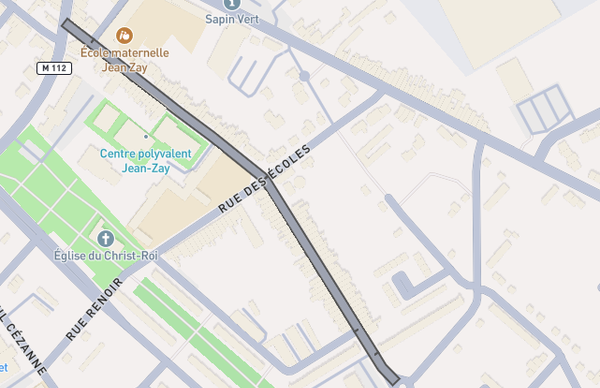 Sapin Vert
École maternelle
Jean Zay
M 112
Centre polyvalent
Jean-Zay
RUE DES ÉCOLES
Église du Christ-Roi
RUE RENOIR
CÉZANNE